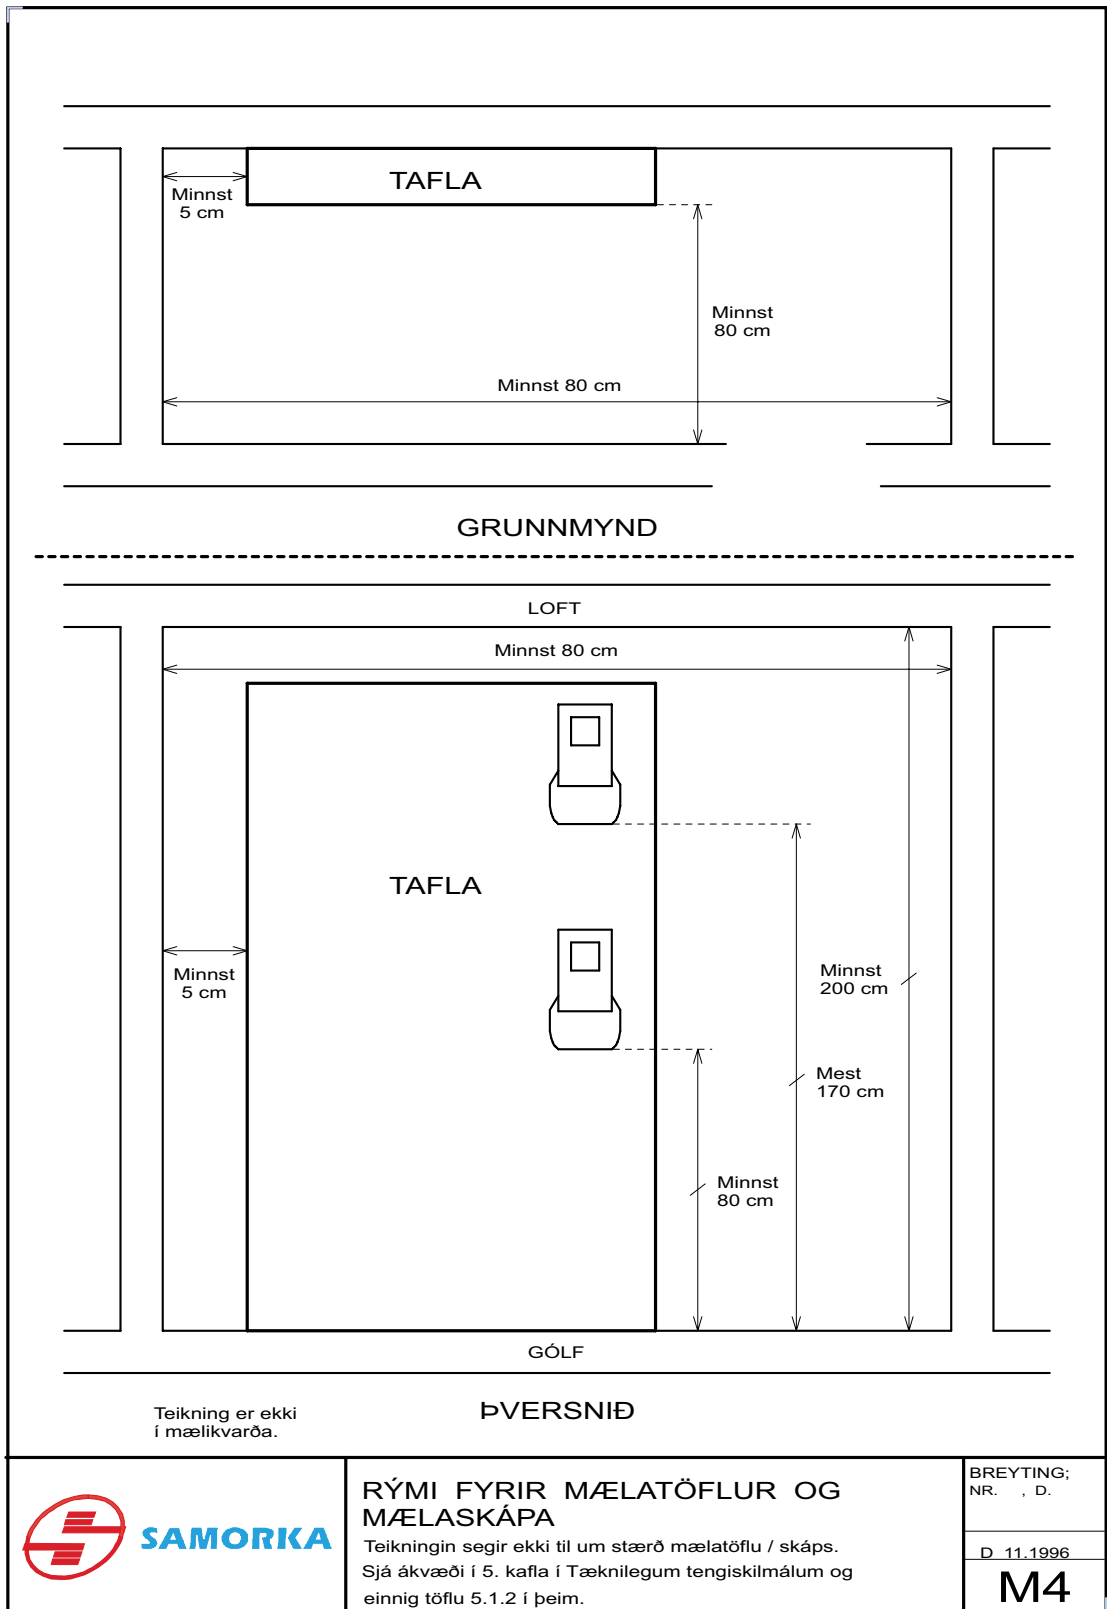 TAFLA
Minnst
5 cm
Minnst
80 cm
Minnst 80 cm
GRUNNMYND
LOFT
Minnst 80 cm
TAFLA
Minnst
5 cm
Minnst
200 cm
Mest
170 cm
Minnst
80 cm
GÓLF
Teikning er ekki
í mælikvarða.
ÞVERSNIÐ
SAMORKA
RÝMI FYRIR MÆLATÖFLUR OG
MÆLASKÁPA
Teikningin segir ekki til um stærð mælatöflu / skáps.
Sjá ákvæði í 5. kafla í Tæknilegum tengiskilmálum og
einnig töflu 5.1.2 í þeim.
BREYTING;
NR. , D.
D 11.1996
M4